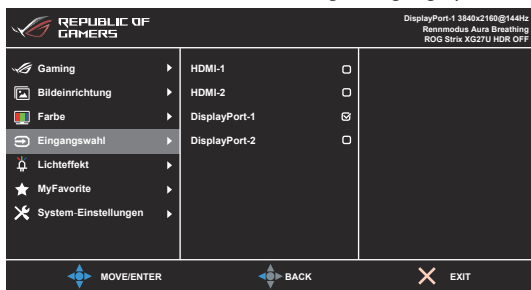 REPUBLIC OF
GAMERS
DisplayPort-1 3840x2160@144Hz
Rennmodus Aura Breathing
ROG Strix XG27U HDR OFF
Gaming
Bildeinrichtung
Farbe
Eingangswahl
Lichteffekt
MyFavorite
System-Einstellungen
HDMI-1
HDMI-2
DisplayPort-1
DisplayPort-2
MOVE/ENTER
BACK
EXIT